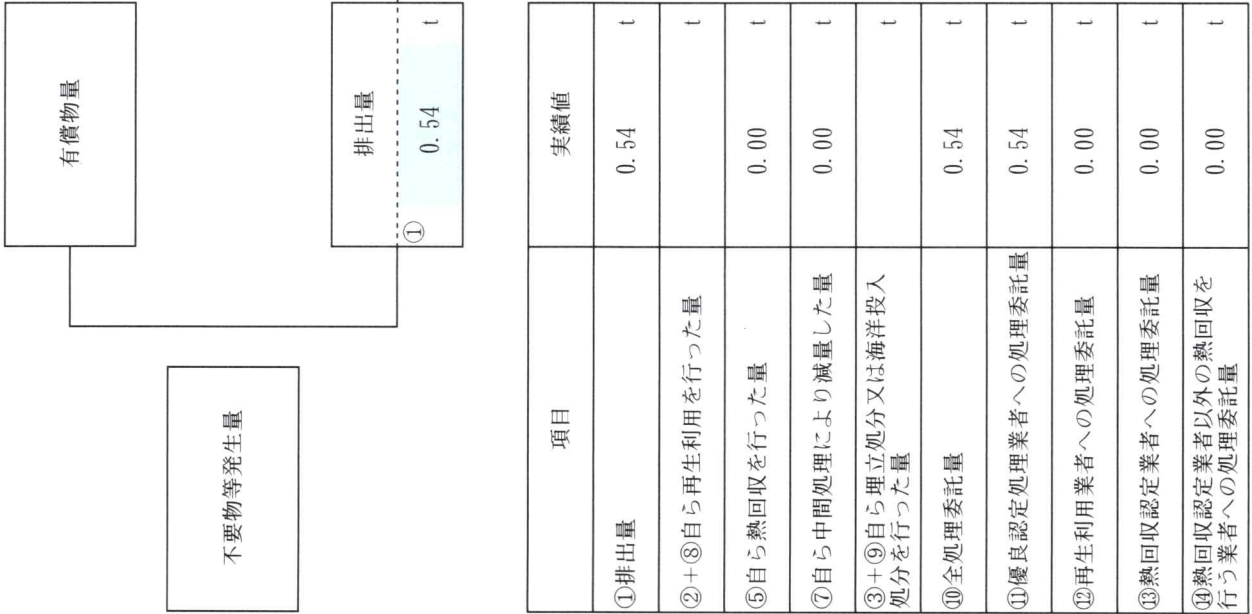 不要物等発生量
有償物量
排出量
① 0.54 t
項目 実績値
①排出量 0.54 t
②+⑧自ら再生利用を行った量 t
⑤自ら熱回収を行った量 0.00 t
⑦自ら中間処理により減量した量 0.00 t
③+⑨自ら埋立処分又は海洋投入
処分を行った量 t
⑩全処理委託量 0.54 t
⑪優良認定処理業者への処理委託量 0.54 t
⑫再生利用業者への処理委託量 0.00 t
⑬熱回収認定業者への処理委託量 0.00 t
⑭熱回収認定業者以外の熱回収を
行う業者への処理委託量 0.00 t